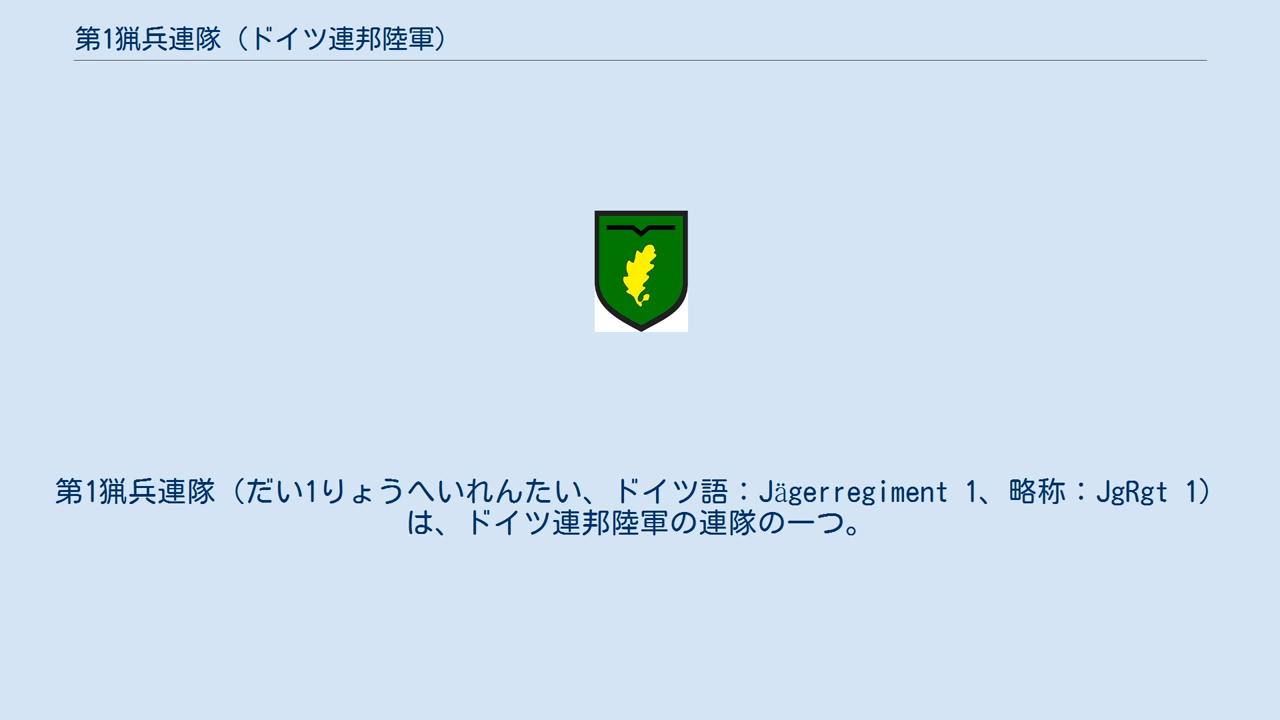 第1猟兵連隊（ドイツ連邦陸軍）
第1猟兵連隊（だい1りょうへいれんたい、ドイツ語：Jägerregiment 1、略称：JgRgt 1）
は、ドイツ連邦陸軍の連隊の一つ。